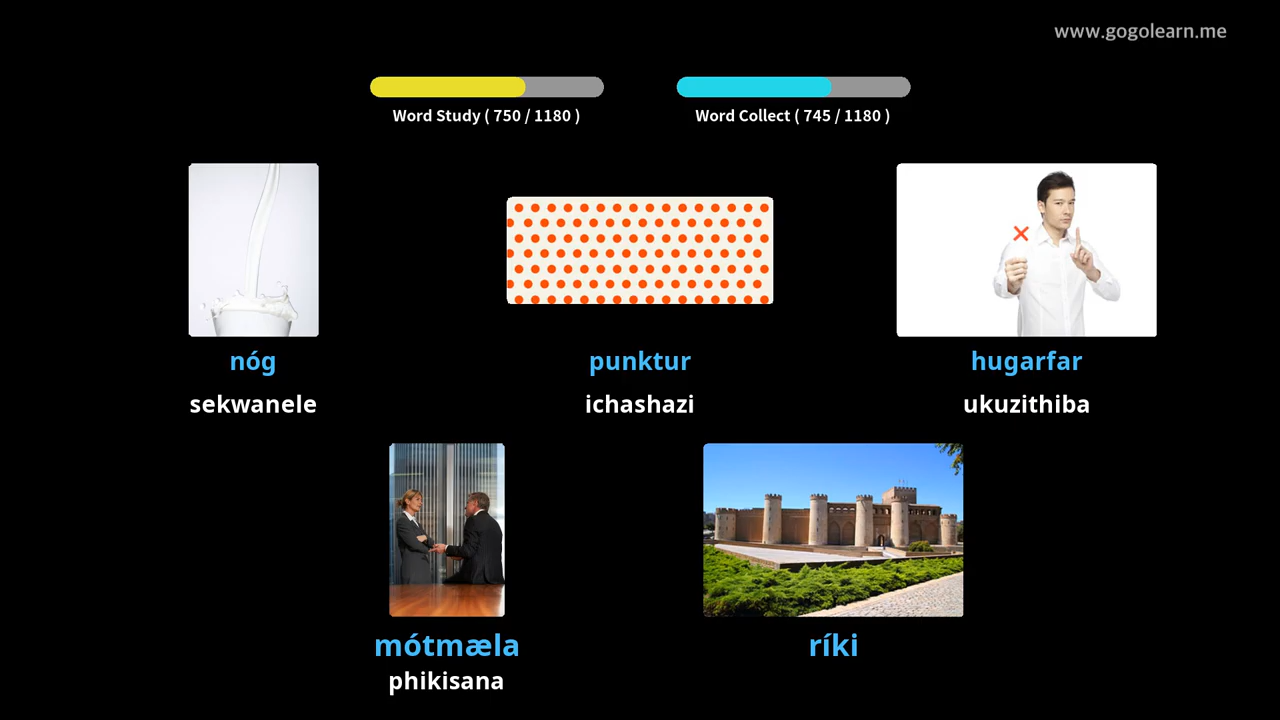 www.gogolearn.me
Word Study ( 750 / 1180 )
Word Collect ( 745 / 1180 )
nóg
punktur
hugarfar
sekwanele
ichashazi
ukuzithiba
mótmæla
ríki
phikisana